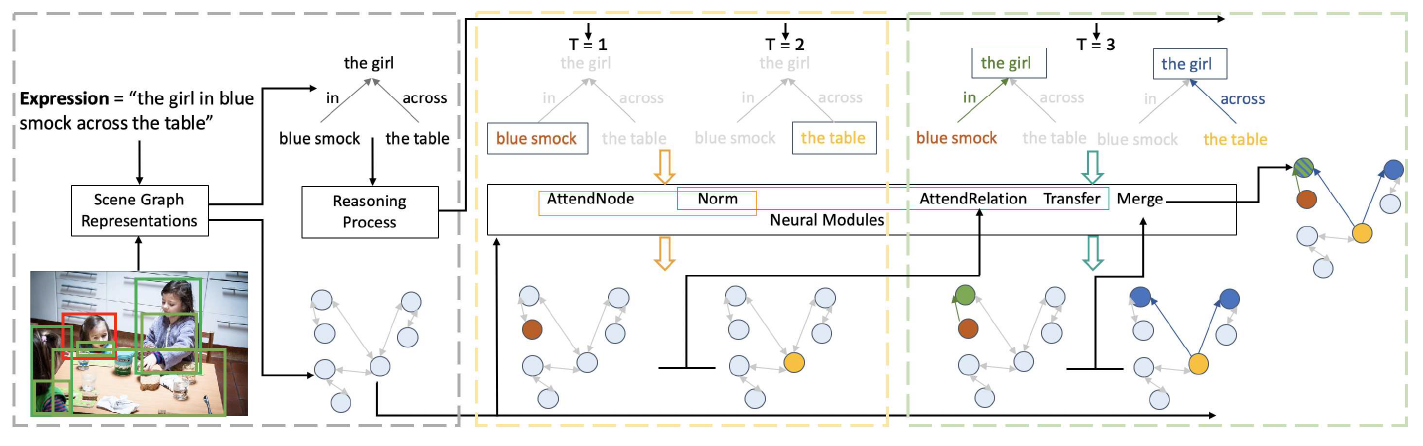 Expression = “the girl in blue
smock across the table”
Scene Graph
Representations
the girl
in
across
blue smock
the table
Reasoning
Process
T = 1
the girl
in
across
blue smock
the table
T = 2
the girl
in
across
blue smock
the table
T = 3
the girl
in
across
blue smock
the table
the girl
in
across
blue smock
the table
AttendNode
Norm
AttendRelation
Transfer
Merge
Neural Modules